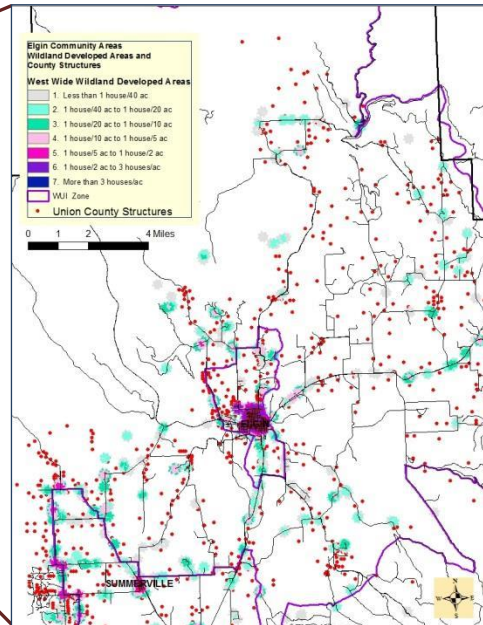 Elgin Community Areas
Wildland Developed Areas and
County Structures
West Wide Wildland Developed Areas
1. Less than 1 house/40 ac
2. 1 house/40 ac to 1 house/20 ac
3. 1 house/20 ac to 1 house/10 ac
4. 1 house/10 ac to 1 house/5 ac
5. 1 house/5 ac to 1 house/2 ac
6. 1 house/2 ac to 3 houses/ac
7. More than 3 houses/ac
WUI Zone
Union County Structures
0 1 2 4 Miles
ELGIN
SUMMERVILLE
N
W E
S